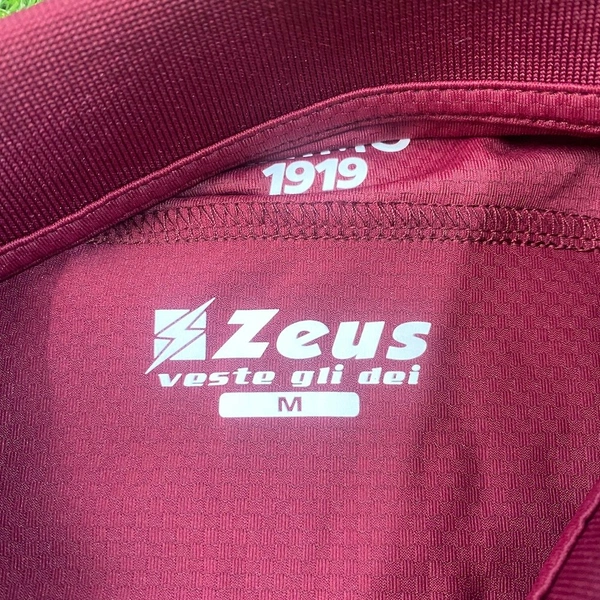 1919
Zeus
veste gli dei
M